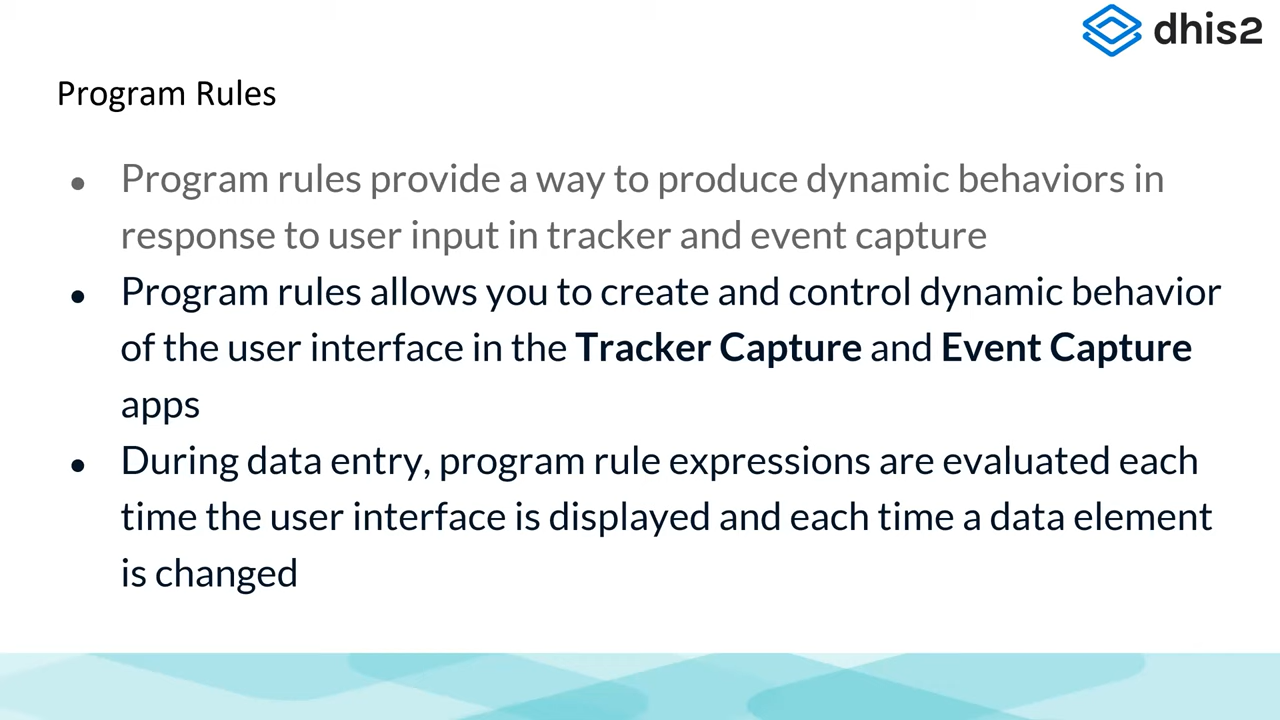 dhis2
Program Rules
● Program rules provide a way to produce dynamic behaviors in
response to user input in tracker and event capture
● Program rules allows you to create and control dynamic behavior
of the user interface in the Tracker Capture and Event Capture
apps
● During data entry, program rule expressions are evaluated each
time the user interface is displayed and each time a data element
is changed